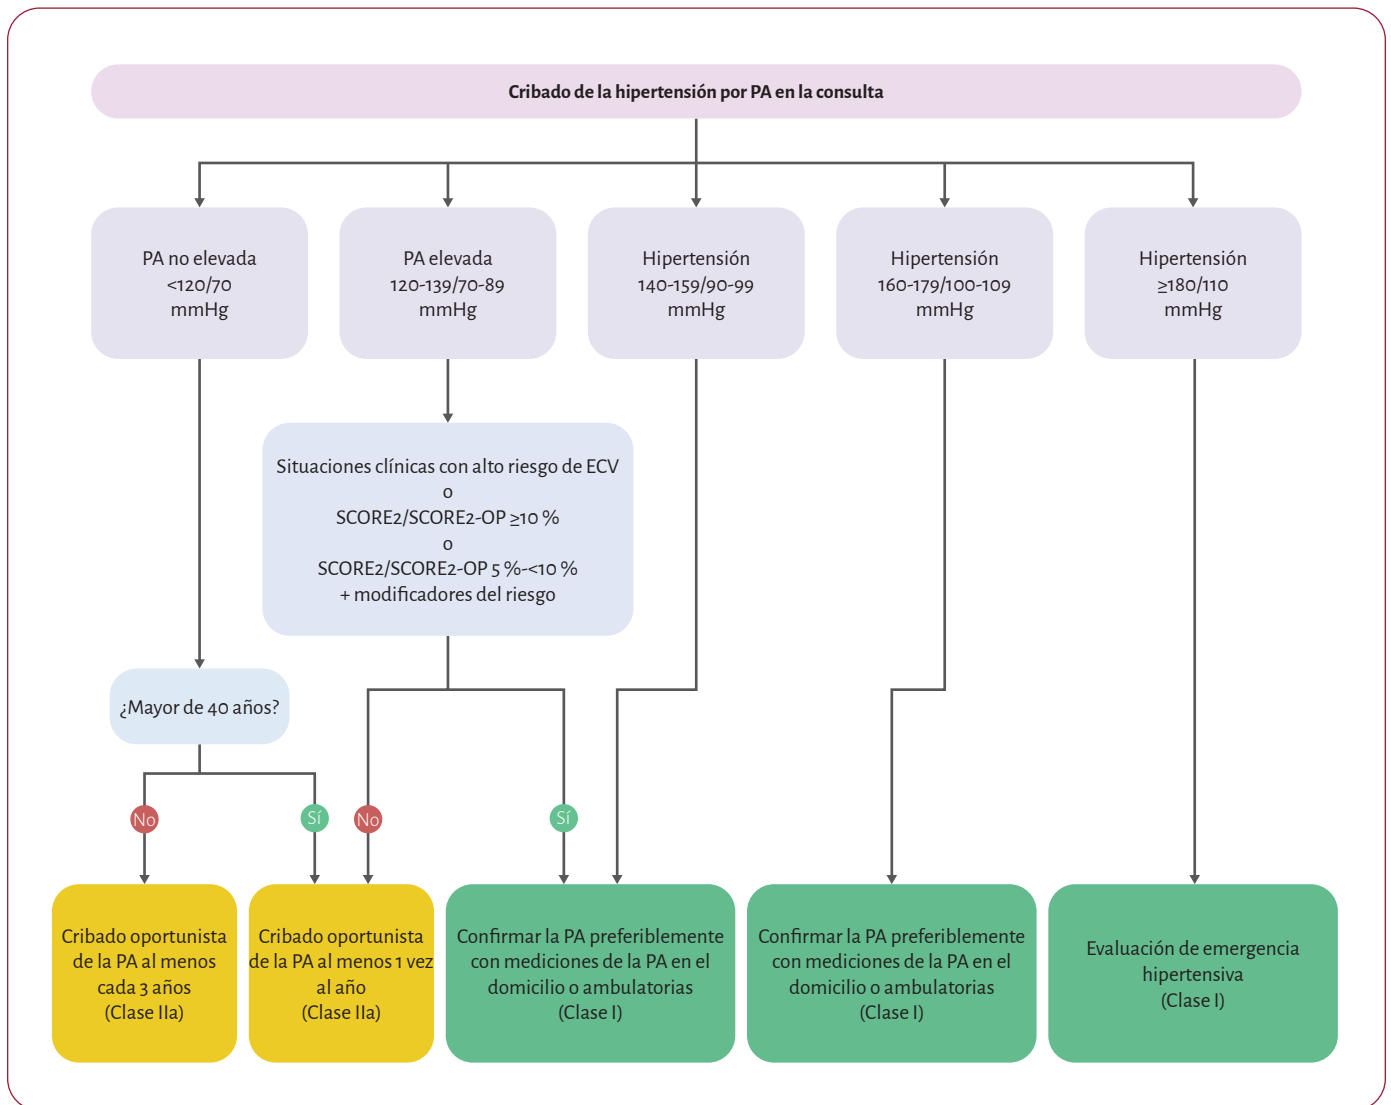 Cribado de la hipertensión por PA en la consulta
PA no elevada
<120/70
mmHg
PA elevada
120-139/70-89
mmHg
Hipertensión
140-159/90-99
mmHg
Hipertensión
160-179/100-109
mmHg
Hipertensión
≥180/110
mmHg
Situaciones clínicas con alto riesgo de ECV
o
SCORE2/SCORE2-OP ≥10 %
o
SCORE2/SCORE2-OP 5 %-<10 %
+ modificadores del riesgo
¿Mayor de 40 años?
No
Sí
No
Sí
Cribado oportunista
de la PA al menos
cada 3 años
(Clase IIa)
Cribado oportunista
de la PA al menos 1 vez
al año
(Clase IIa)
Confirmar la PA preferiblemente
con mediciones de la PA en el
domicilio o ambulatorias
(Clase I)
Confirmar la PA preferiblemente
con mediciones de la PA en el
domicilio o ambulatorias
(Clase I)
Evaluación de emergencia
hipertensiva
(Clase I)